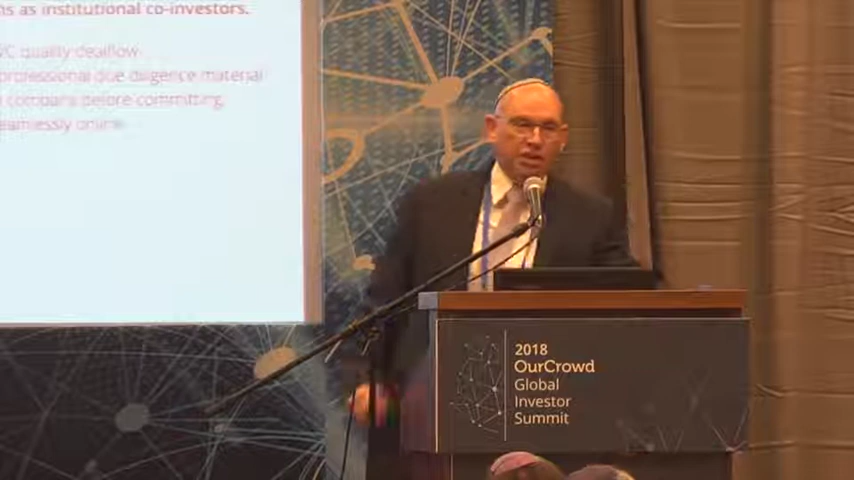 ns as institutional co-investors.
VC quality dealflow.
professional due diligence material
company before committing.
eamlessly online.
2018
OurCrowd
Global
Investor
Summit